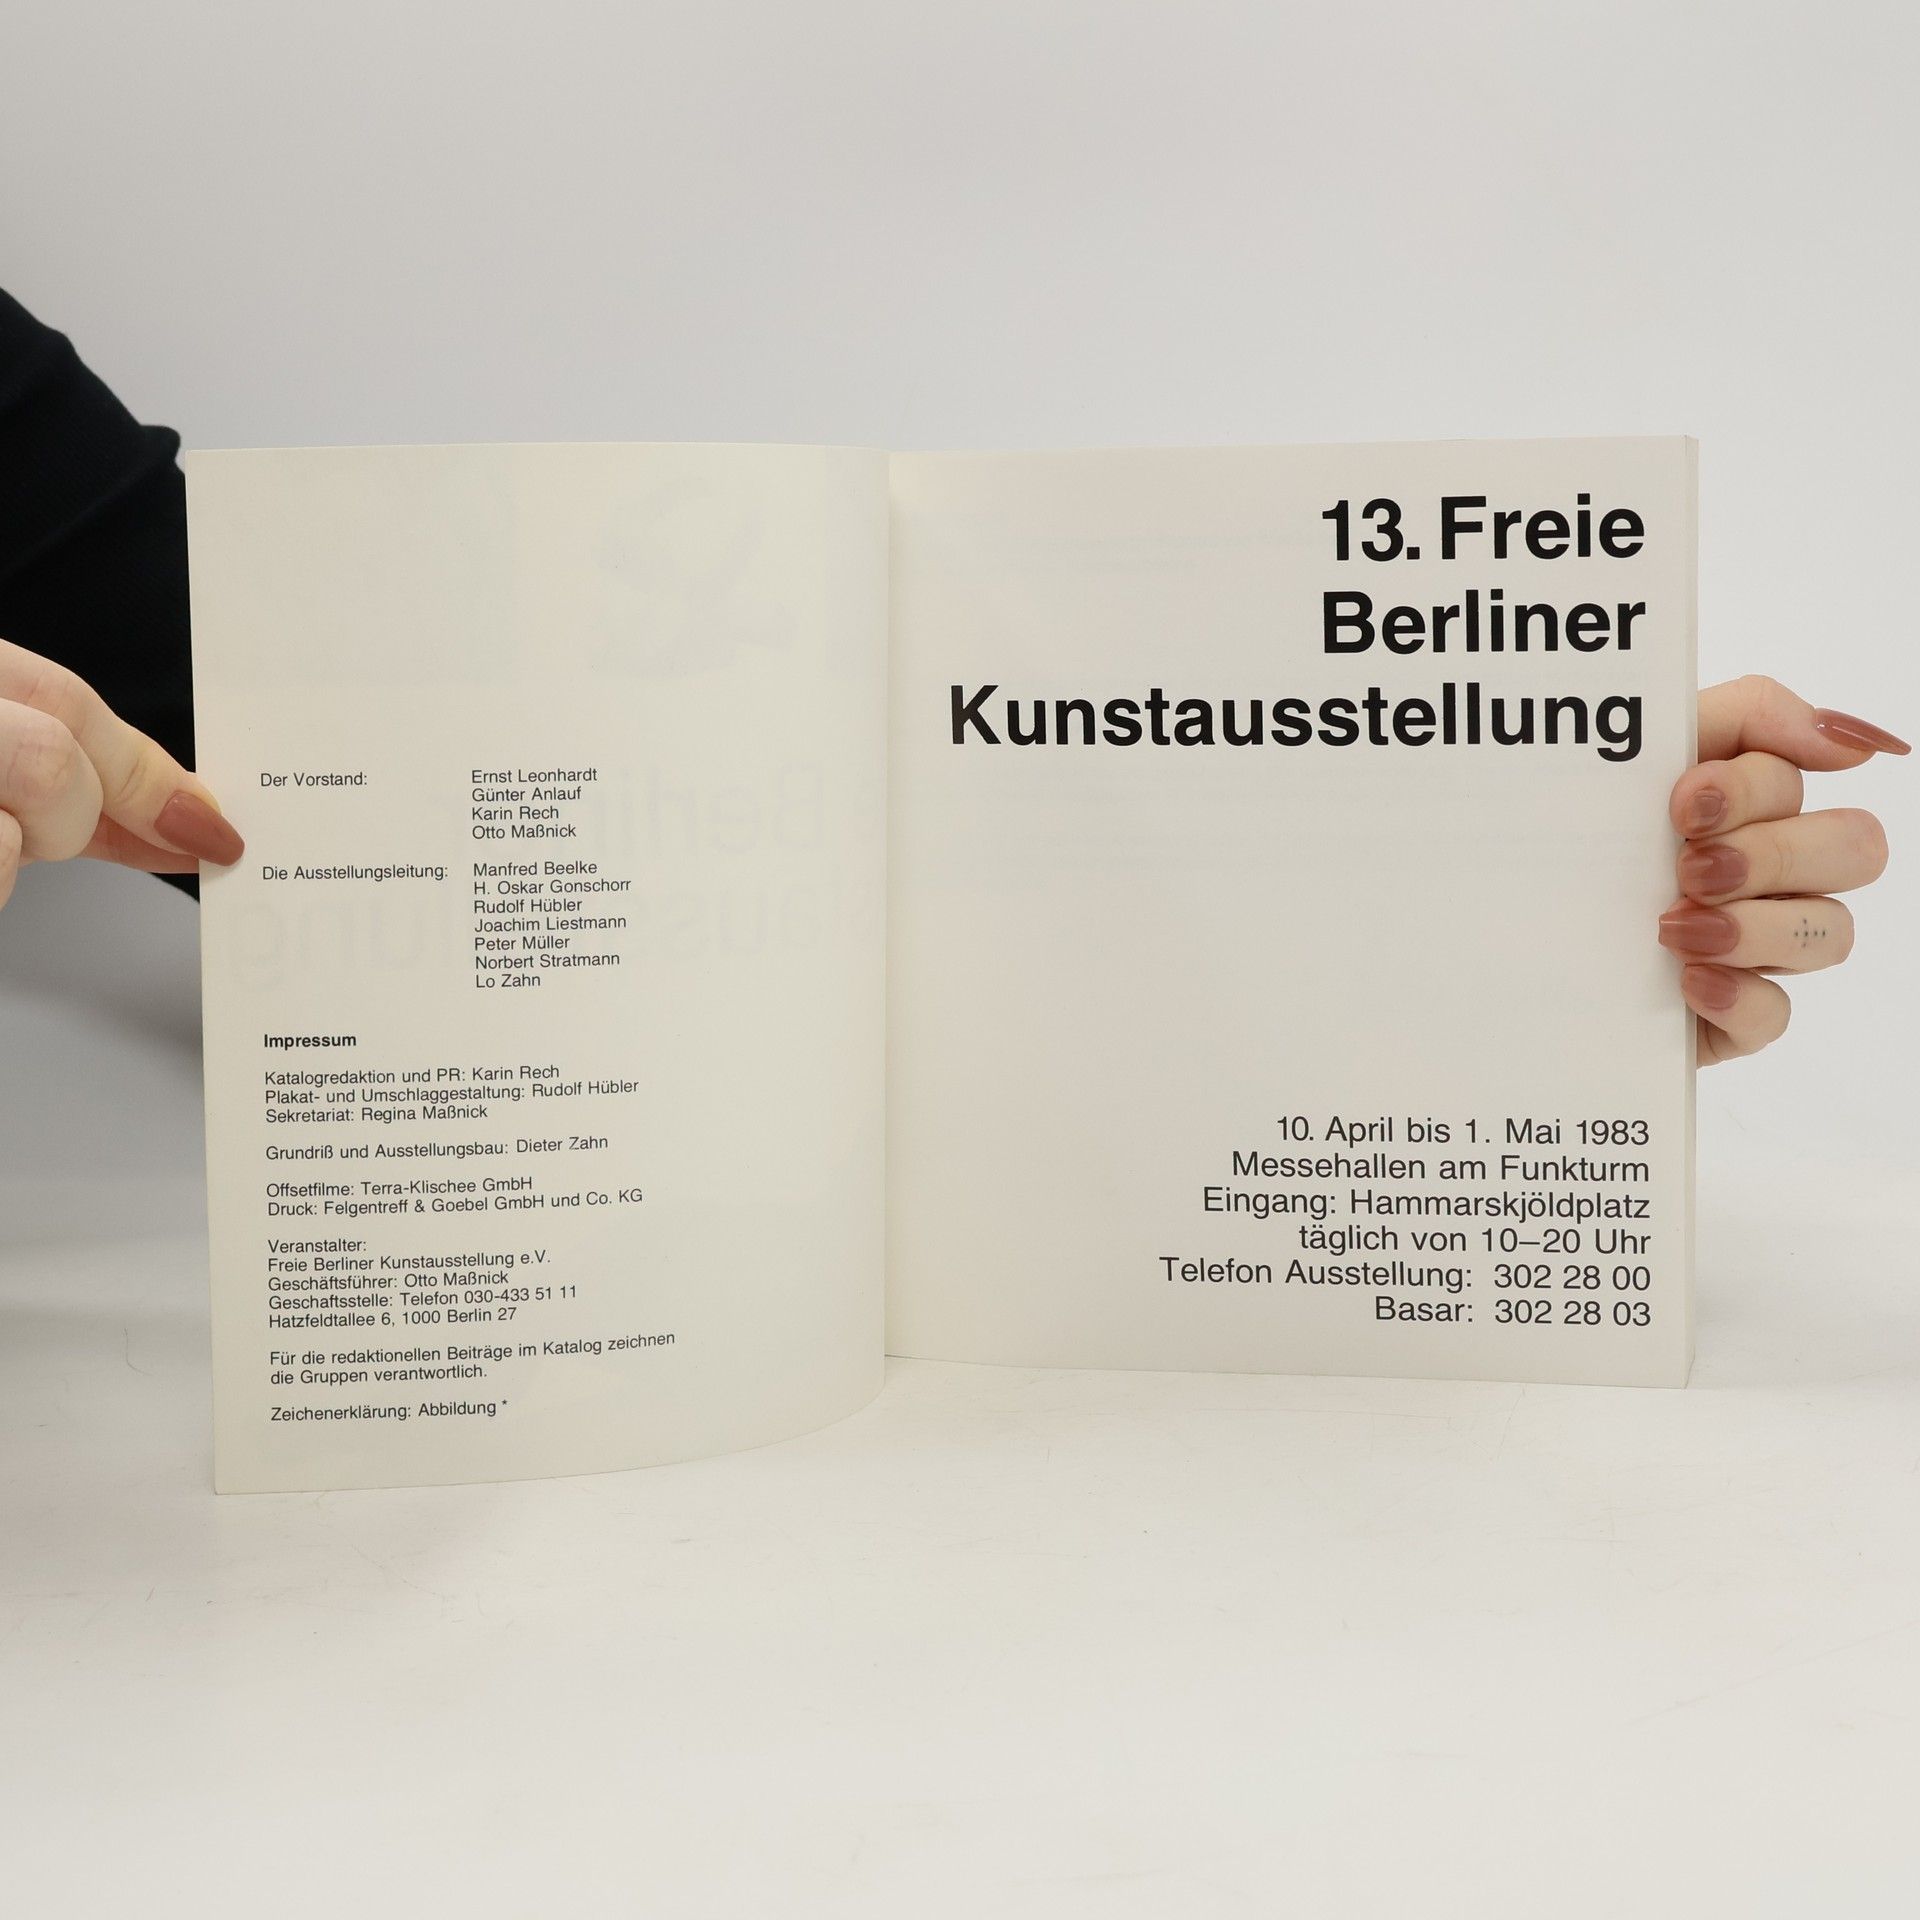 Der Vorstand: Ernst Leonhardt
Günter Anlauf
Karin Rech
Otto Maßnick
Die Ausstellungsleitung: Manfred Beelke
H. Oskar Gonschorr
Rudolf Hübler
Joachim Liestmann
Peter Müller
Norbert Stratmann
Lo Zahn
Impressum
Katalogredaktion und PR: Karin Rech
Plakat- und Umschlaggestaltung: Rudolf Hübler
Sekretariat: Regina Maßnick
Grundriß und Ausstellungsbau: Dieter Zahn
Offsetfilme: Terra-Klischee GmbH
Druck: Felgentreff & Goebel GmbH und Co. KG
Veranstalter:
Freie Berliner Kunstausstellung e.V.
Geschäftsführer: Otto Maßnick
Geschaftsstelle: Telefon 030-433 51 11
Hatzfeldtallee 6, 1000 Berlin 27
Für die redaktionellen Beiträge im Katalog zeichnen
die Gruppen verantwortlich.
Zeichenerklärung: Abbildung *
13. Freie
Berliner
Kunstausstellung
10. April bis 1. Mai 1983
Messehallen am Funkturm
Eingang: Hammarskjöldplatz
täglich von 10–20 Uhr
Telefon Ausstellung: 302 28 00
Basar: 302 28 03